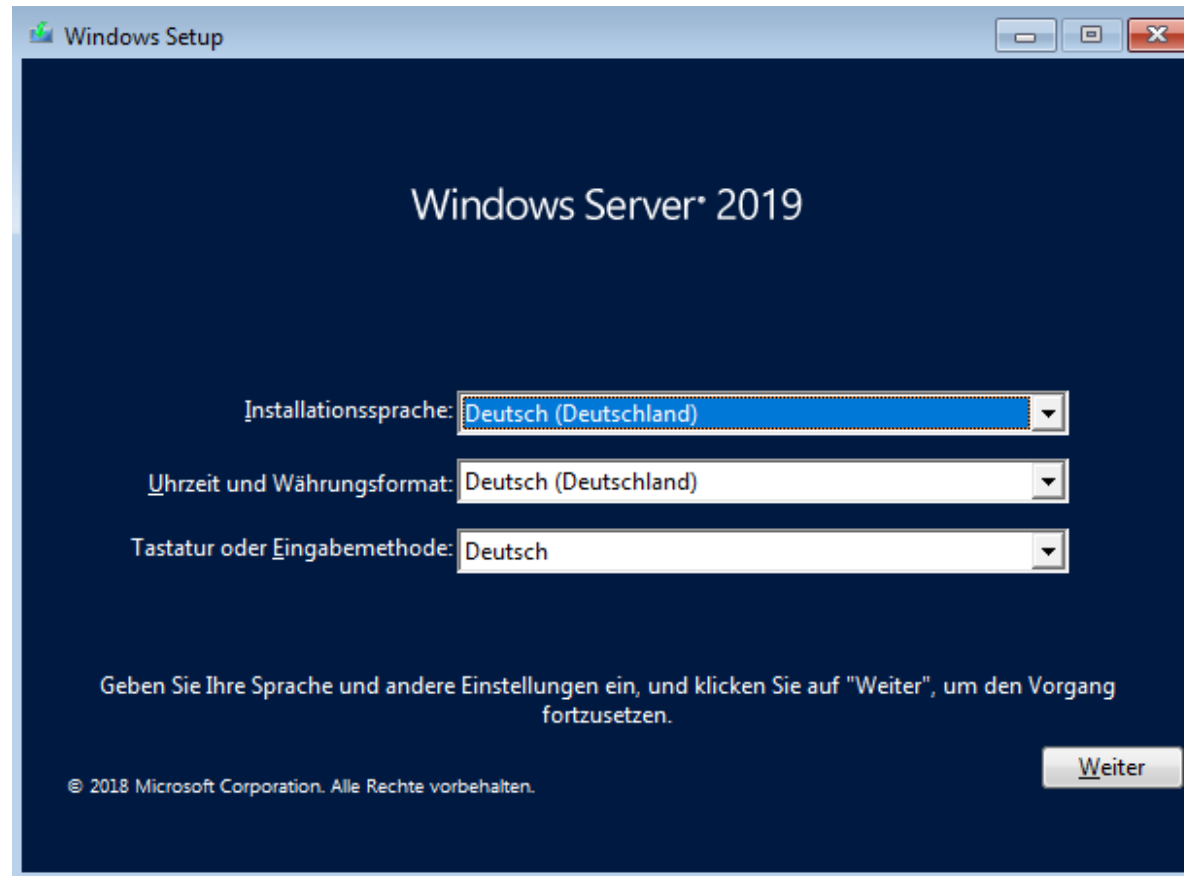 Windows Setup
Windows Server® 2019
Installationssprache: Deutsch (Deutschland)
Uhrzeit und Währungsformat: Deutsch (Deutschland)
Tastatur oder Eingabemethode: Deutsch
Geben Sie Ihre Sprache und andere Einstellungen ein, und klicken Sie auf "Weiter", um den Vorgang
fortzusetzen.
Weiter
© 2018 Microsoft Corporation. Alle Rechte vorbehalten.